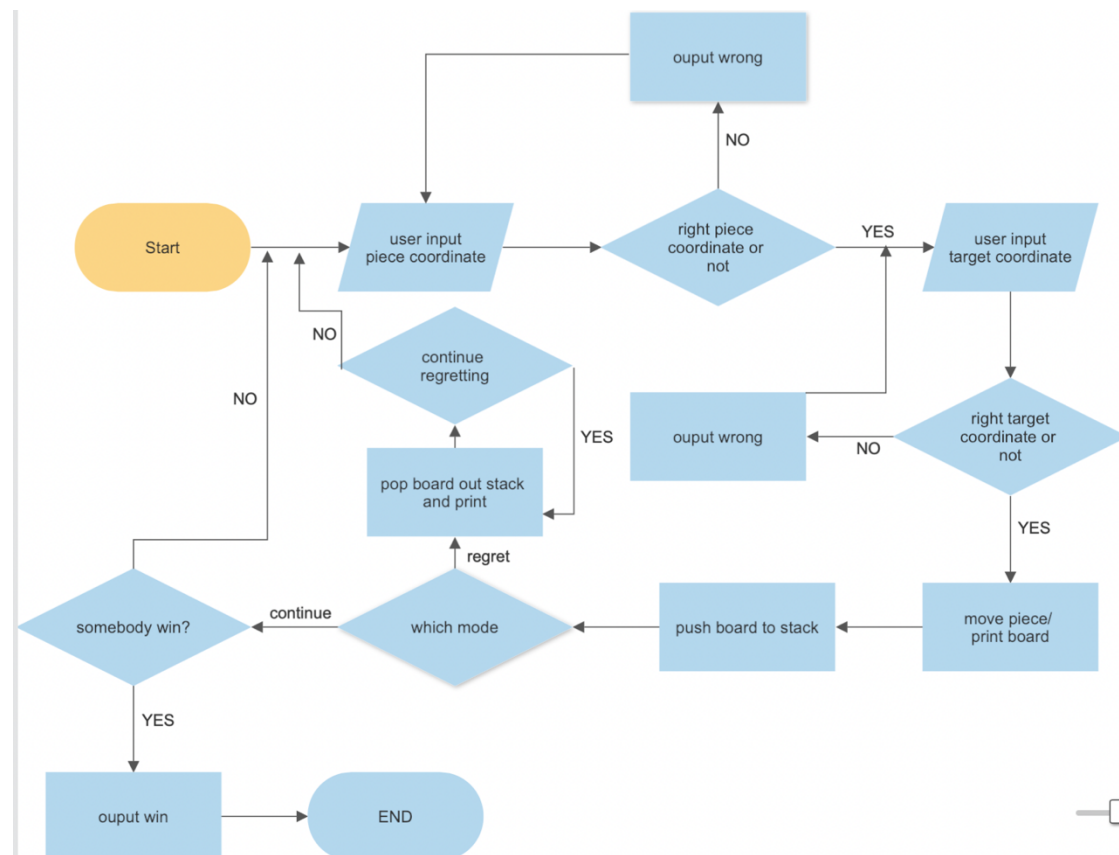 ouput wrong
NO
Start
user input
piece coordinate
right piece
coordinate or
not
YES
user input
target coordinate
NO
continue
regretting
NO
YES
ouput wrong
NO
right target
coordinate or
not
pop board out stack
and print
YES
regret
somebody win?
continue
which mode
push board to stack
move piece/
print board
YES
ouput win
END